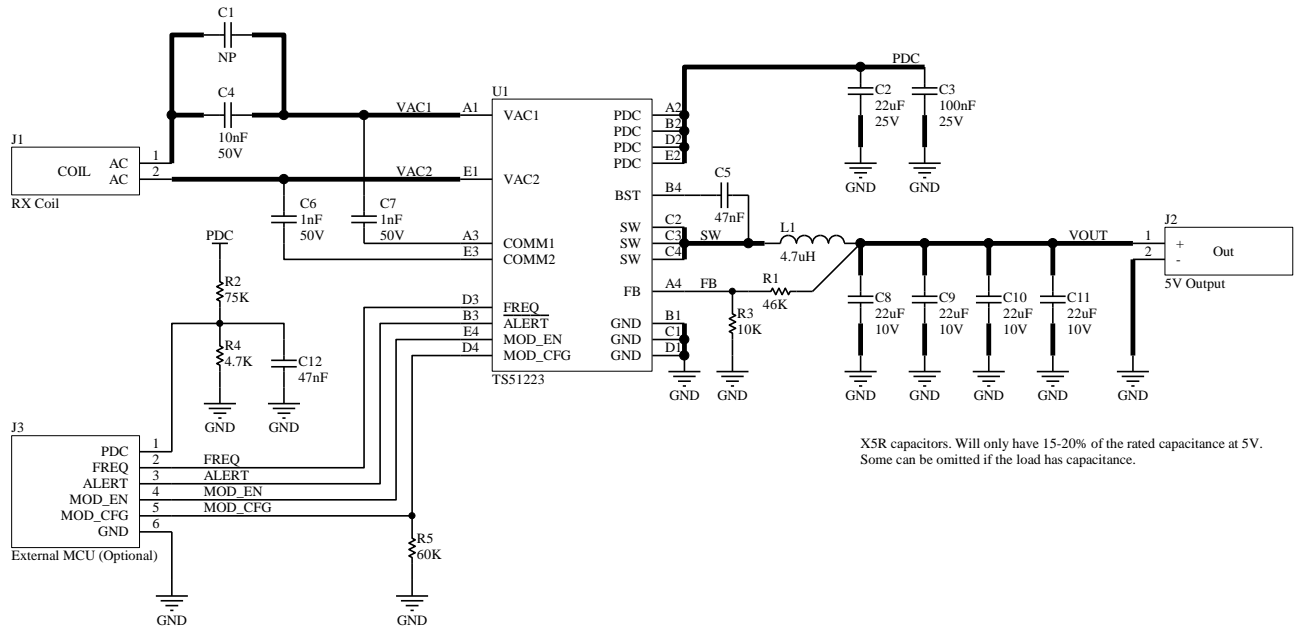 C1
NP
C4
10nF
50V
VAC1
A1
VAC2
E1
J1
COIL
AC 1
AC 2
RX Coil
C6
1nF
50V
C7
1nF
50V
A3
E3
U1
VAC1
VAC2
COMM1
COMM2
FREQ
ALERT
MOD_EN
MOD_CFG
D3
B3
E4
D4
TS51223
PDC A2
PDC B2
PDC D2
PDC E2
BST B4
SW C2
SW C3
SW C4
FB A4
GND B1
GND C1
GND D1
GND
PDC
C2
22uF
25V
GND
C3
100nF
25V
GND
C5
47nF
SW
L1
4.7uH
FB
R1
46K
R3
10K
GND
VOUT
C8
22uF
10V
GND
C9
22uF
10V
GND
C10
22uF
10V
GND
C11
22uF
10V
GND
J2
1 +
2 -
Out
5V Output
GND
X5R capacitors. Will only have 15-20% of the rated capacitance at 5V.
Some can be omitted if the load has capacitance.
PDC
R2
75K
R4
4.7K
GND
C12
47nF
GND
J3
PDC 1
FREQ 2
ALERT 3
MOD_EN 4
MOD_CFG 5
GND 6
External MCU (Optional)
FREQ
ALERT
MOD_EN
MOD_CFG
GND
R5
60K
GND